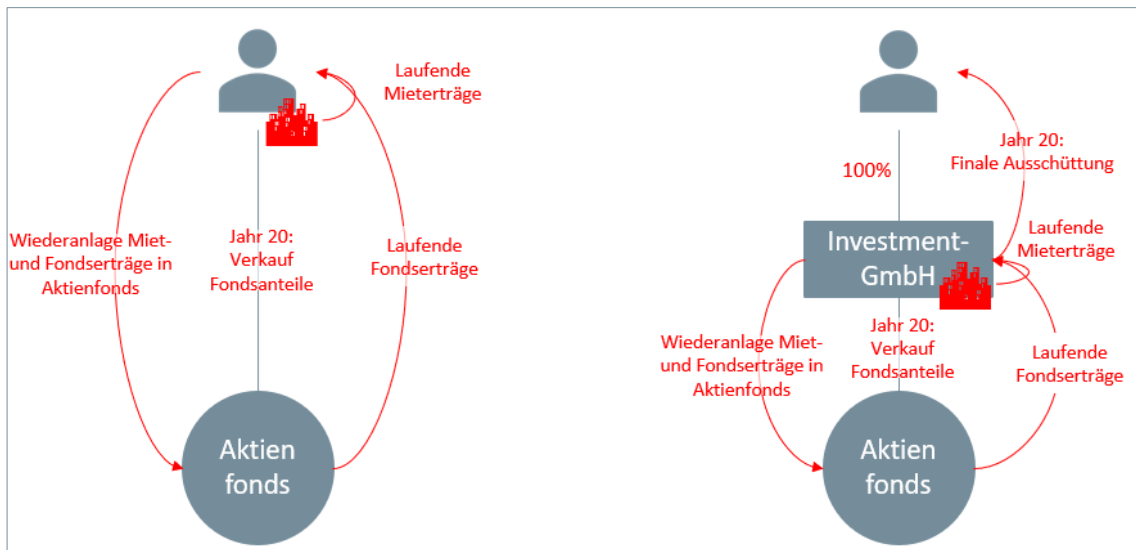 Laufende
Mieterträge
Wiederanlage Miet-
und Fondserträge in
Aktienfonds
Jahr 20:
Verkauf
Fondsanteile
Laufende
Fondserträge
Aktien
fonds
100%
Jahr 20:
Finale Ausschüttung
Investment-
GmbH
Laufende
Mieterträge
Wiederanlage Miet-
und Fondserträge in
Aktienfonds
Jahr 20:
Verkauf
Fondsanteile
Laufende
Fondserträge
Aktien
fonds